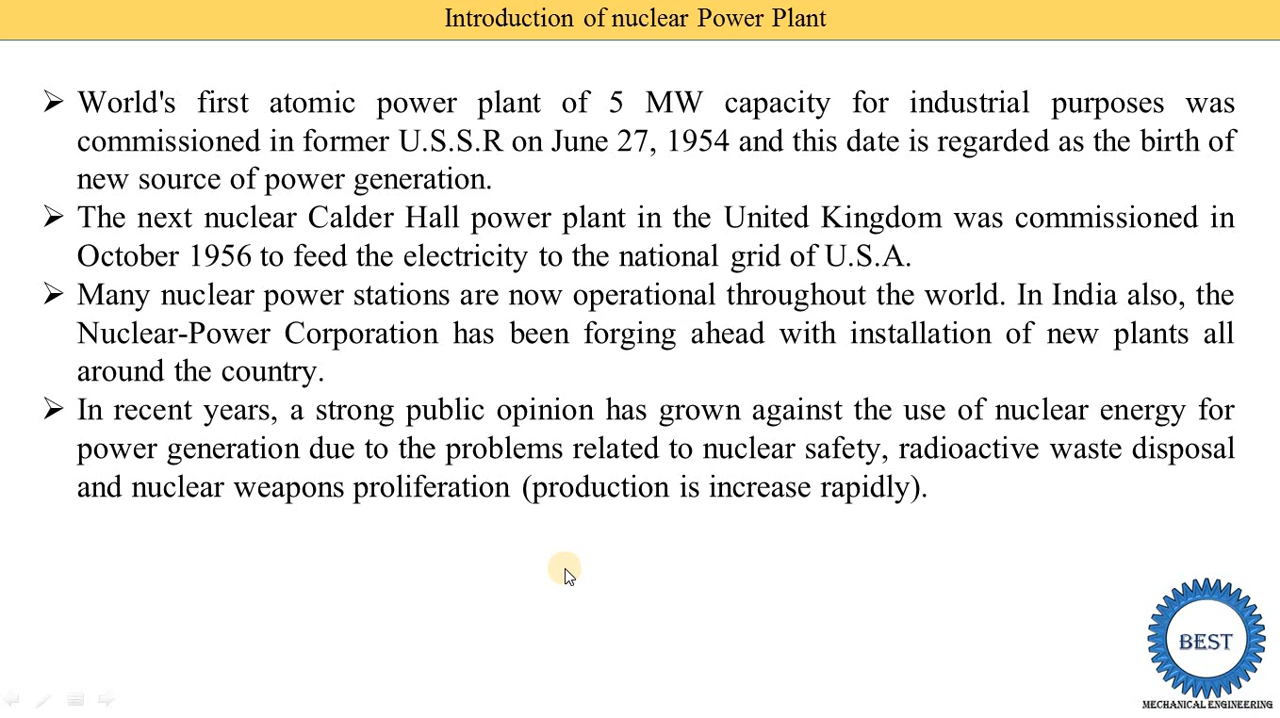 Introduction of nuclear Power Plant
➢ World's first atomic power plant of 5 MW capacity for industrial purposes was
commissioned in former U.S.S.R on June 27, 1954 and this date is regarded as the birth of
new source of power generation.
➢ The next nuclear Calder Hall power plant in the United Kingdom was commissioned in
October 1956 to feed the electricity to the national grid of U.S.A.
➢ Many nuclear power stations are now operational throughout the world. In India also, the
Nuclear-Power Corporation has been forging ahead with installation of new plants all
around the country.
➢ In recent years, a strong public opinion has grown against the use of nuclear energy for
power generation due to the problems related to nuclear safety, radioactive waste disposal
and nuclear weapons proliferation (production is increase rapidly).
BEST
MECHANICAL ENGINEERING